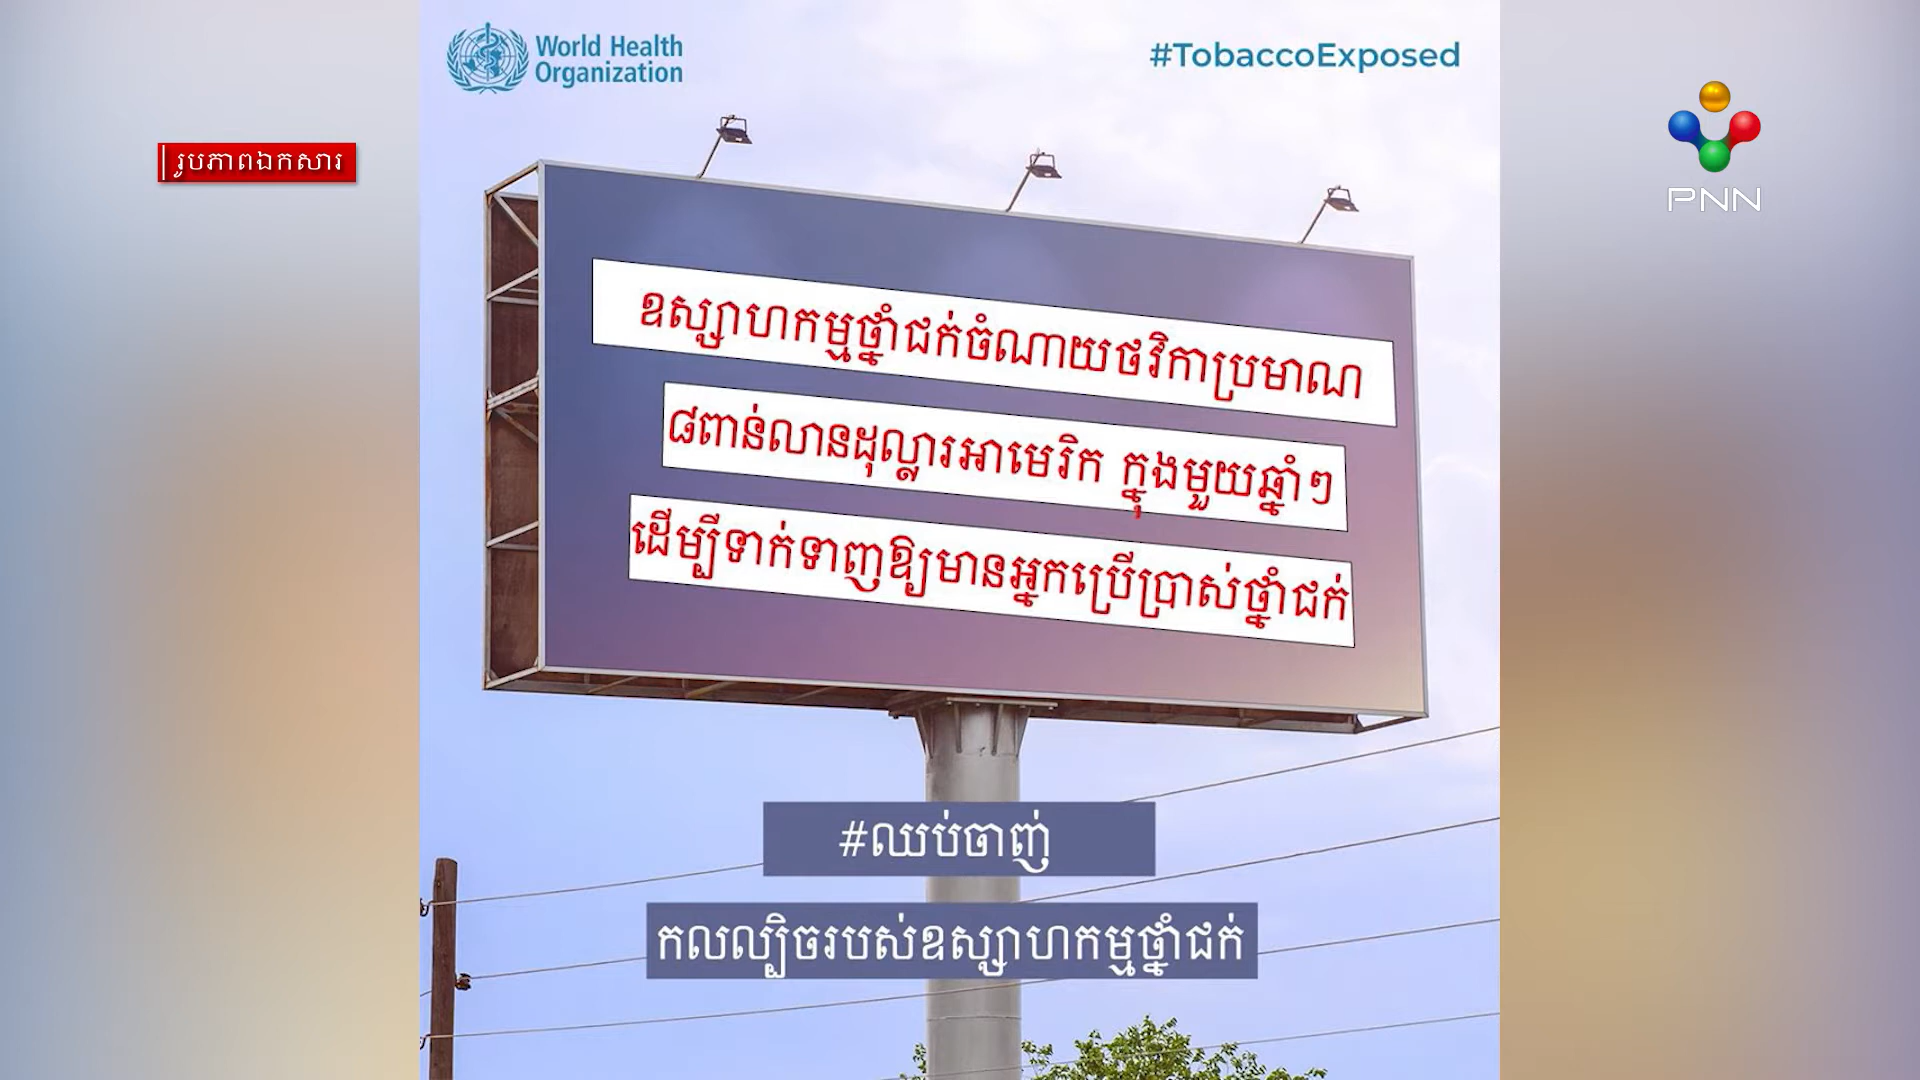 World Health
Organization
#TobaccoExposed
រូបភាពឯកសារ
PNN
ឧស្សាហកម្មថ្នាំជក់ចំណាយថវិកាប្រមាណ
៨ពាន់លានដុល្លារអាមេរិក ក្នុងមួយឆ្នាំៗ
ដើម្បីទាក់ទាញឱ្យមានអ្នកប្រើប្រាស់ថ្នាំជក់
#ឈប់ចាញ់
កលល្បិចរបស់ឧស្សាហកម្មថ្នាំជក់